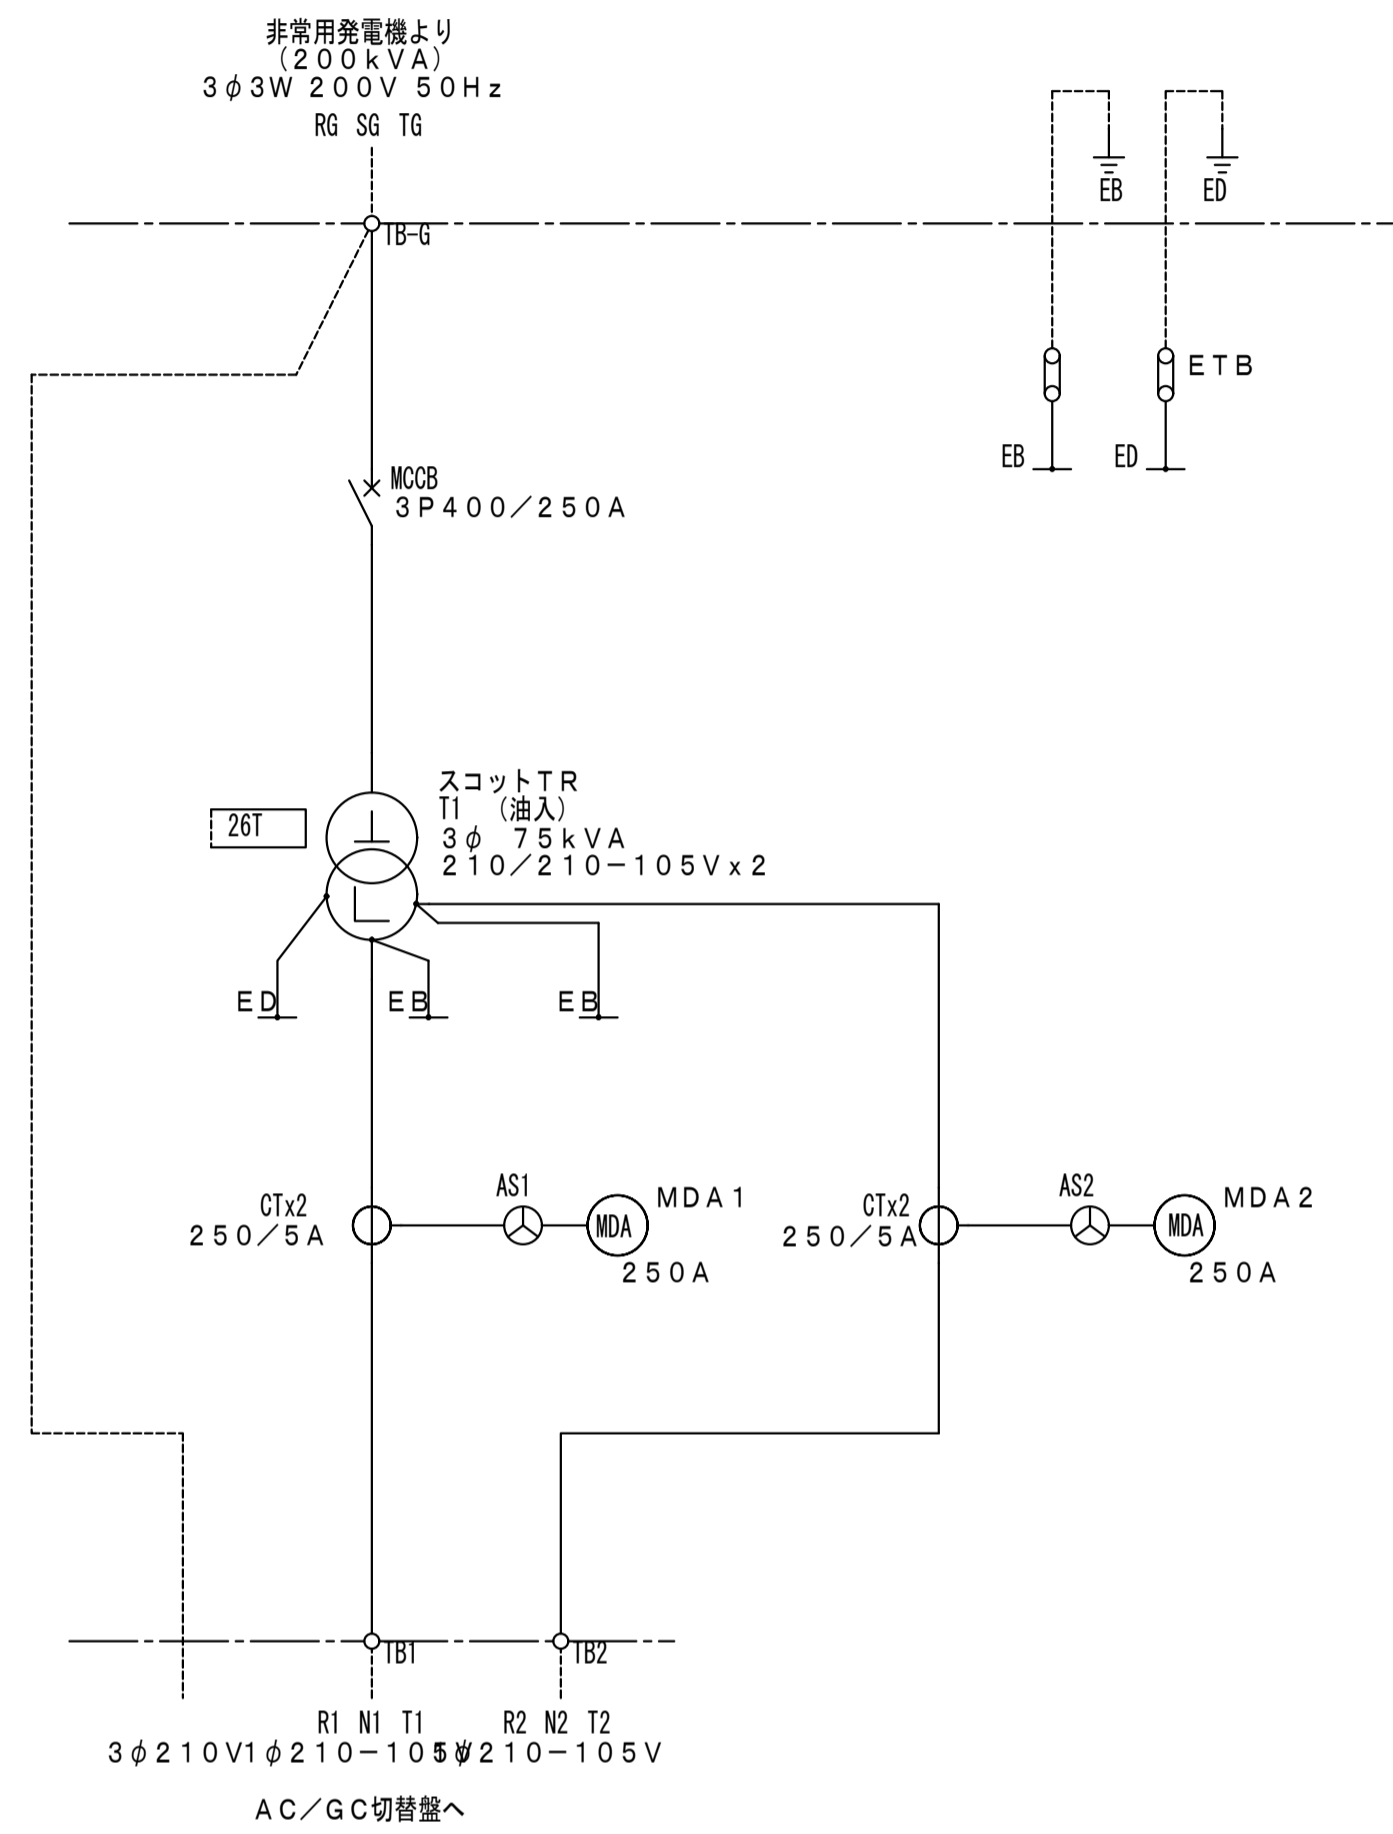 非常用発電機より
(200kVA)
3φ3W 200V 50Hz
RG SG TG
EB
ED
TB-G
ETB
EB
ED
MCCB
3P400/250A
スコットTR
T1 (油入)
26T
3φ 75kVA
210/210-105Vx2
ED
EB
EB
AS1
AS2
CTx2
MDA1
CTx2
MDA2
250/5A
MDA
250/5A
MDA
250A
250A
TB1
TB2
R1 N1 T1
R2 N2 T2
3φ210V
1φ210-105V
1φ210-105V
AC/GC切替盤へ